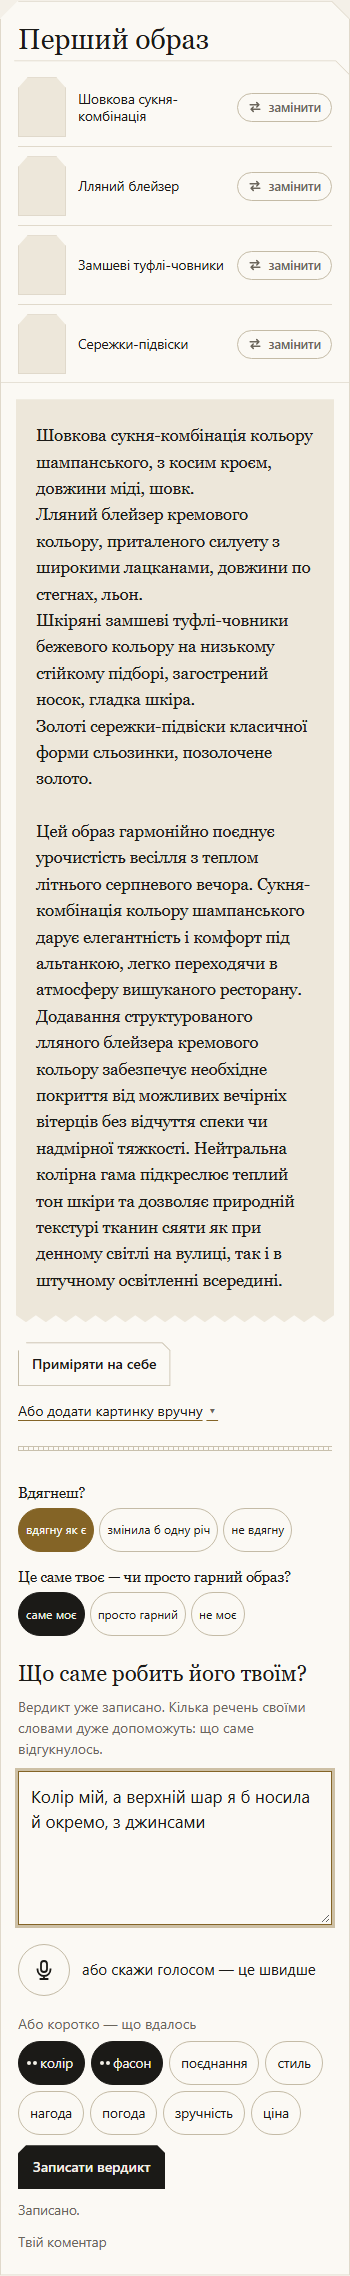 Перший образ
Шовкова сукня-
комбінація
замінити
Лляний блейзер
замінити
Замшеві туфлі-човники
замінити
Сережки-підвіски
замінити
Шовкова сукня-комбінація кольору
шампанського, з косим кроєм,
довжини міді, шовк.
Лляний блейзер кремового
кольору, приталеного силуету з
широкими лацканами, довжини по
стегнах, льон.
Шкіряні замшеві туфлі-човники
бежевого кольору на низькому
стійкому підборі, загострений
носок, гладка шкіра.
Золоті сережки-підвіски класичної
форми сльозинки, позолочене
золото.
Цей образ гармонійно поєднує
урочистість весілля з теплом
літнього серпневого вечора. Сукня-
комбінація кольору шампанського
дарує елегантність і комфорт під
альтанкою, легко переходячи в
атмосферу вишуканого ресторану.
Додавання структурованого
лляного блейзера кремового
кольору забезпечує необхідне
покриття від можливих вечірніх
вітерців без відчуття спеки чи
надмірної тяжкості. Нейтральна
колірна гама підкреслює теплий
тон шкіри та дозволяє природній
текстурі тканин сяяти як при
денному світлі на вулиці, так і в
штучному освітленні всередині.
Приміряти на себе
Або додати картинку вручну
Вдягнеш?
вдягну як є
змінила б одну річ
не вдягну
Це саме твоє — чи просто гарний образ?
саме моє
просто гарний
не моє
Що саме робить його твоїм?
Вердикт уже записано. Кілька речень своїми
словами дуже допоможуть: що саме
відгукнулось.
Колір мій, а верхній шар я б носила
й окремо, з джинсами
або скажи голосом — це швидше
Або коротко — що вдалось
колір
фасон
поєднання
стиль
нагода
погода
зручність
ціна
Записати вердикт
Записано.
Твій коментар